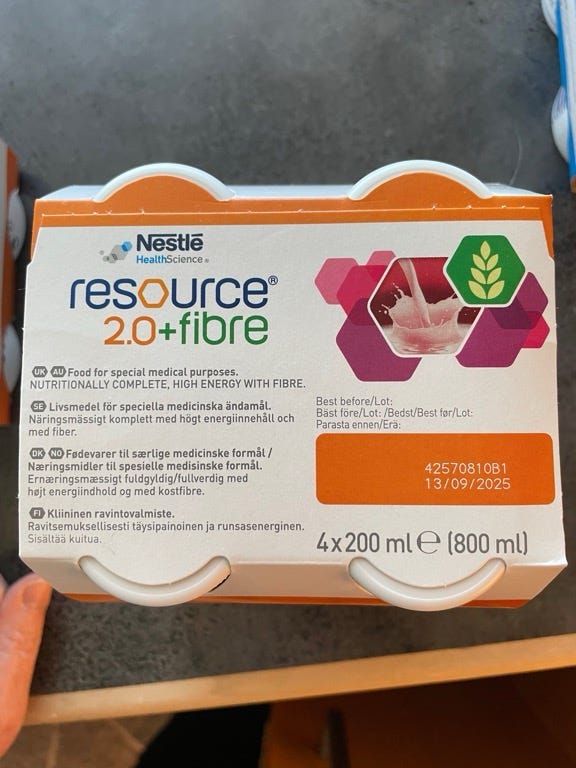 Nestlé
HealthScience®
resource®
2.0+fibre
UK AU Food for special medical purposes.
NUTRITIONALLY COMPLETE, HIGH ENERGY WITH FIBRE.
SE Livsmedel för speciella medicinska ändamål.
Näringsmässigt komplett med högt energiinnehåll och
med fiber.
DK NO Fødevarer til særlige medicinske formål /
Næringsmidler til spesielle medisinske formål.
Ernæringsmæssigt fuldgyldig/fullverdig med
højt energiindhold og med kostfibre.
FI Kliininen ravintovalmiste.
Ravitsemuksellisesti täysipainoinen ja runsasenerginen.
Sisältää kuitua.
Best before/Lot:
Bäst före/Lot: /Bedst/Best før/Lot:
Parasta ennen/Erä:
42570810B1
13/09/2025
4x200 ml ℮ (800 ml)